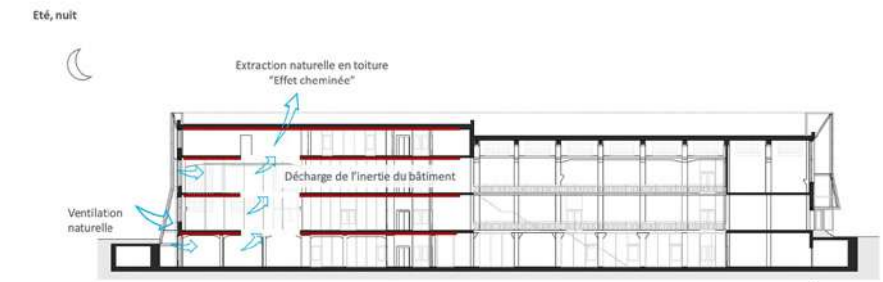 Eté, nuit
Extraction naturelle en toiture
"Effet cheminée"
Décharge de l'inertie du bâtiment
Ventilation
naturelle